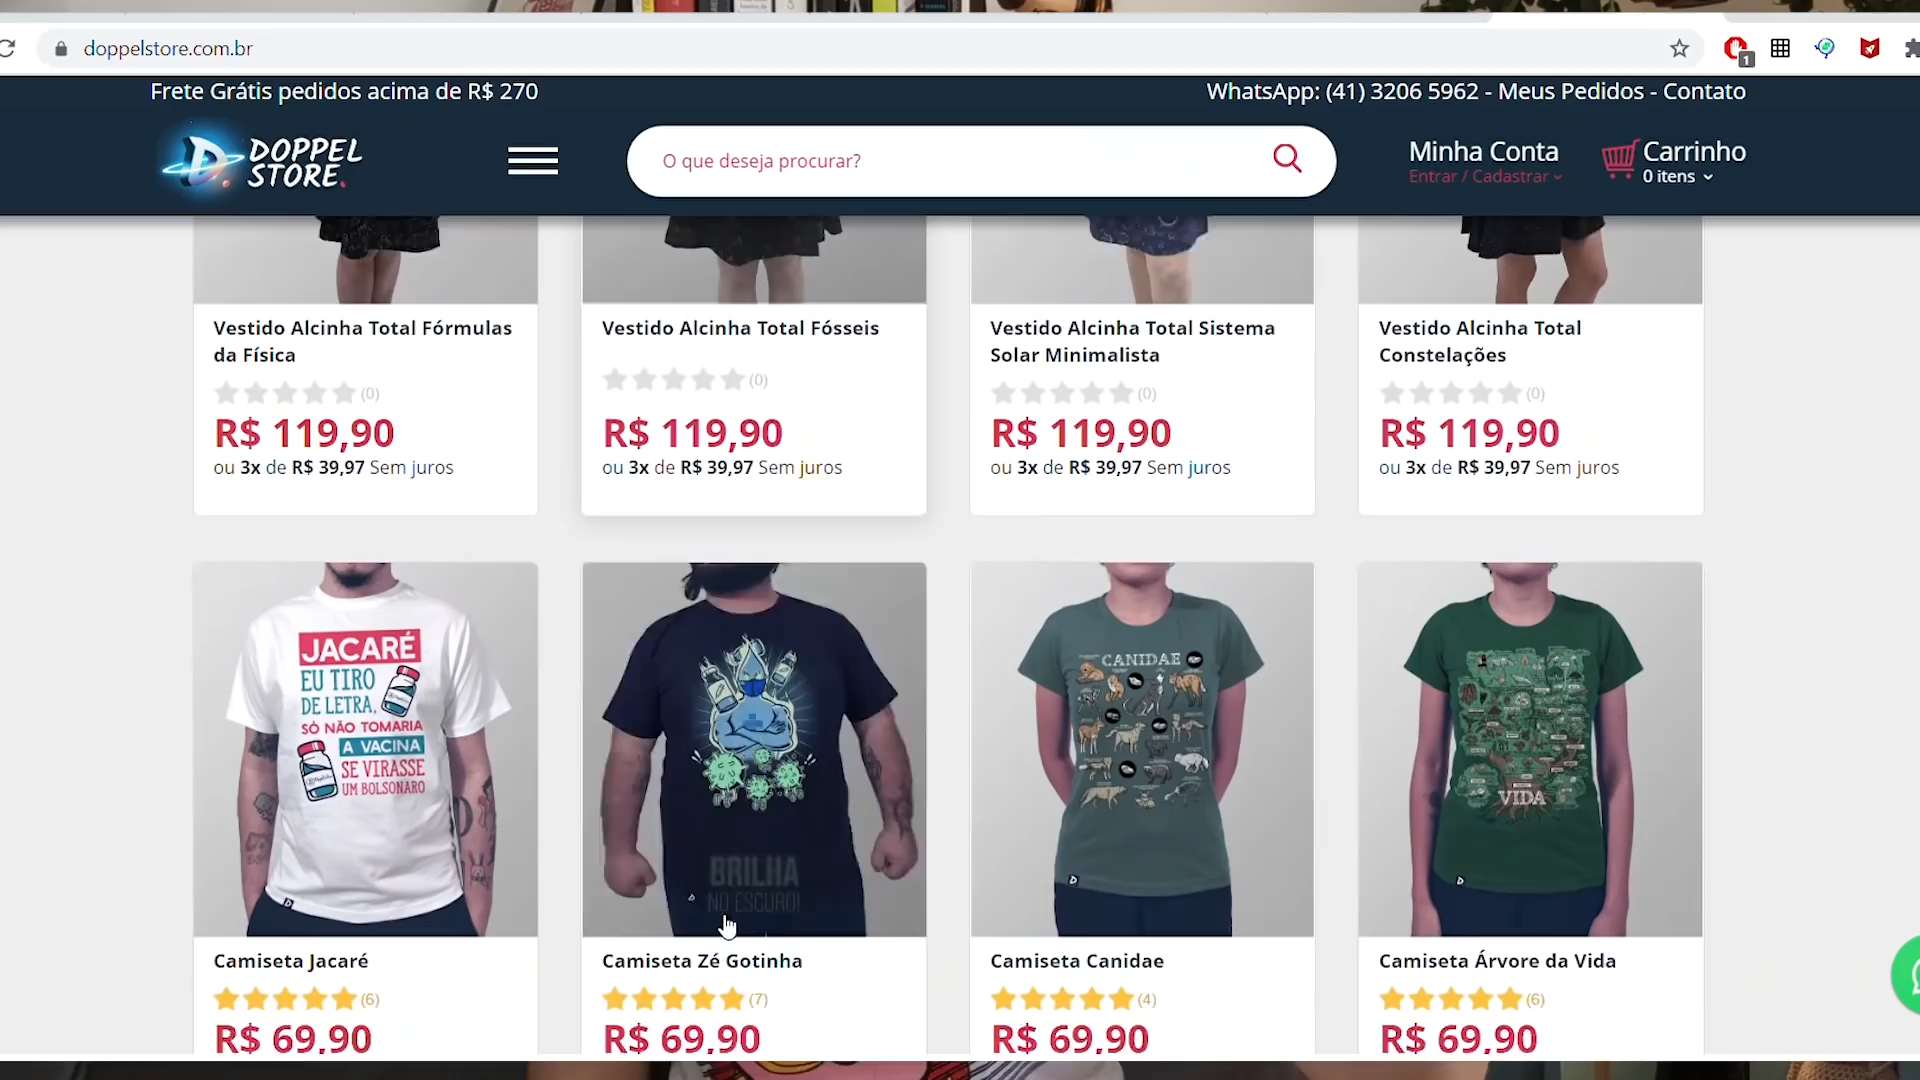 doppelstore.com.br
1
Frete Grátis pedidos acima de R$ 270
WhatsApp: (41) 3206 5962 - Meus Pedidos - Contato
DOPPEL
STORE.
O que deseja procurar?
Minha Conta
Entrar / Cadastrar
Carrinho
0 itens
Vestido Alcinha Total Fórmulas
da Física
(0)
R$ 119,90
ou 3x de R$ 39,97 Sem juros
Vestido Alcinha Total Fósseis
(0)
R$ 119,90
ou 3x de R$ 39,97 Sem juros
Vestido Alcinha Total Sistema
Solar Minimalista
(0)
R$ 119,90
ou 3x de R$ 39,97 Sem juros
Vestido Alcinha Total
Constelações
(0)
R$ 119,90
ou 3x de R$ 39,97 Sem juros
JACARÉ
EU TIRO
DE LETRA,
SÓ NÃO TOMARIA
A VACINA
SE VIRASSE
UM BOLSONARO
BRILHA
NO ESCURO!
CANIDAE
VIDA
Camiseta Jacaré
(6)
R$ 69,90
Camiseta Zé Gotinha
(7)
R$ 69,90
Camiseta Canidae
(4)
R$ 69,90
Camiseta Árvore da Vida
(6)
R$ 69,90